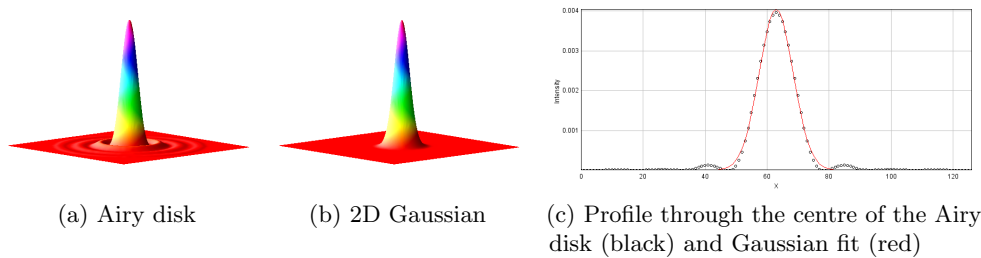 0.004
0.003
0.002
0.001
Intensity
0 20 40 60 80 100 120
X
(a) Airy disk
(b) 2D Gaussian
(c) Profile through the centre of the Airy
disk (black) and Gaussian fit (red)